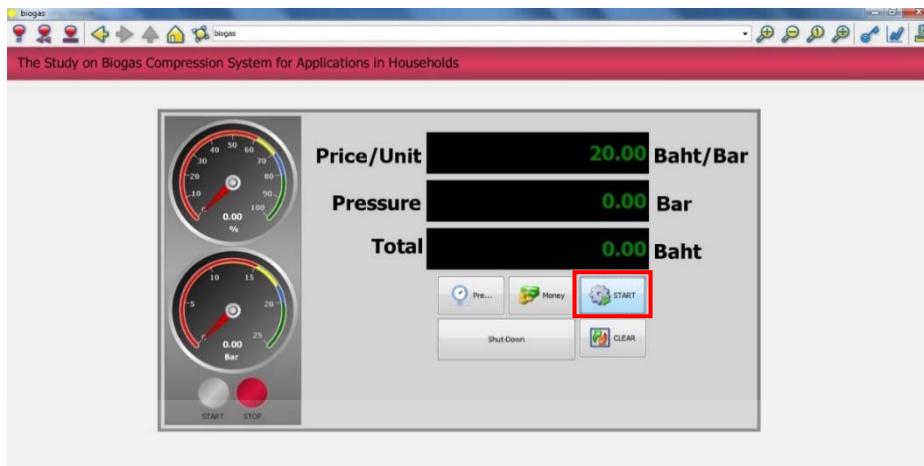 biogas
biogas
The Study on Biogas Compression System for Applications in Households
Price/Unit 20.00 Baht/Bar
Pressure 0.00 Bar
Total 0.00 Baht
0 10 20 30 40 50 60 70 80 90 100
0.00
%
0 5 10 15 20 25
0.00
Bar
Pre... Money START
Shut-Down CLEAR
START STOP